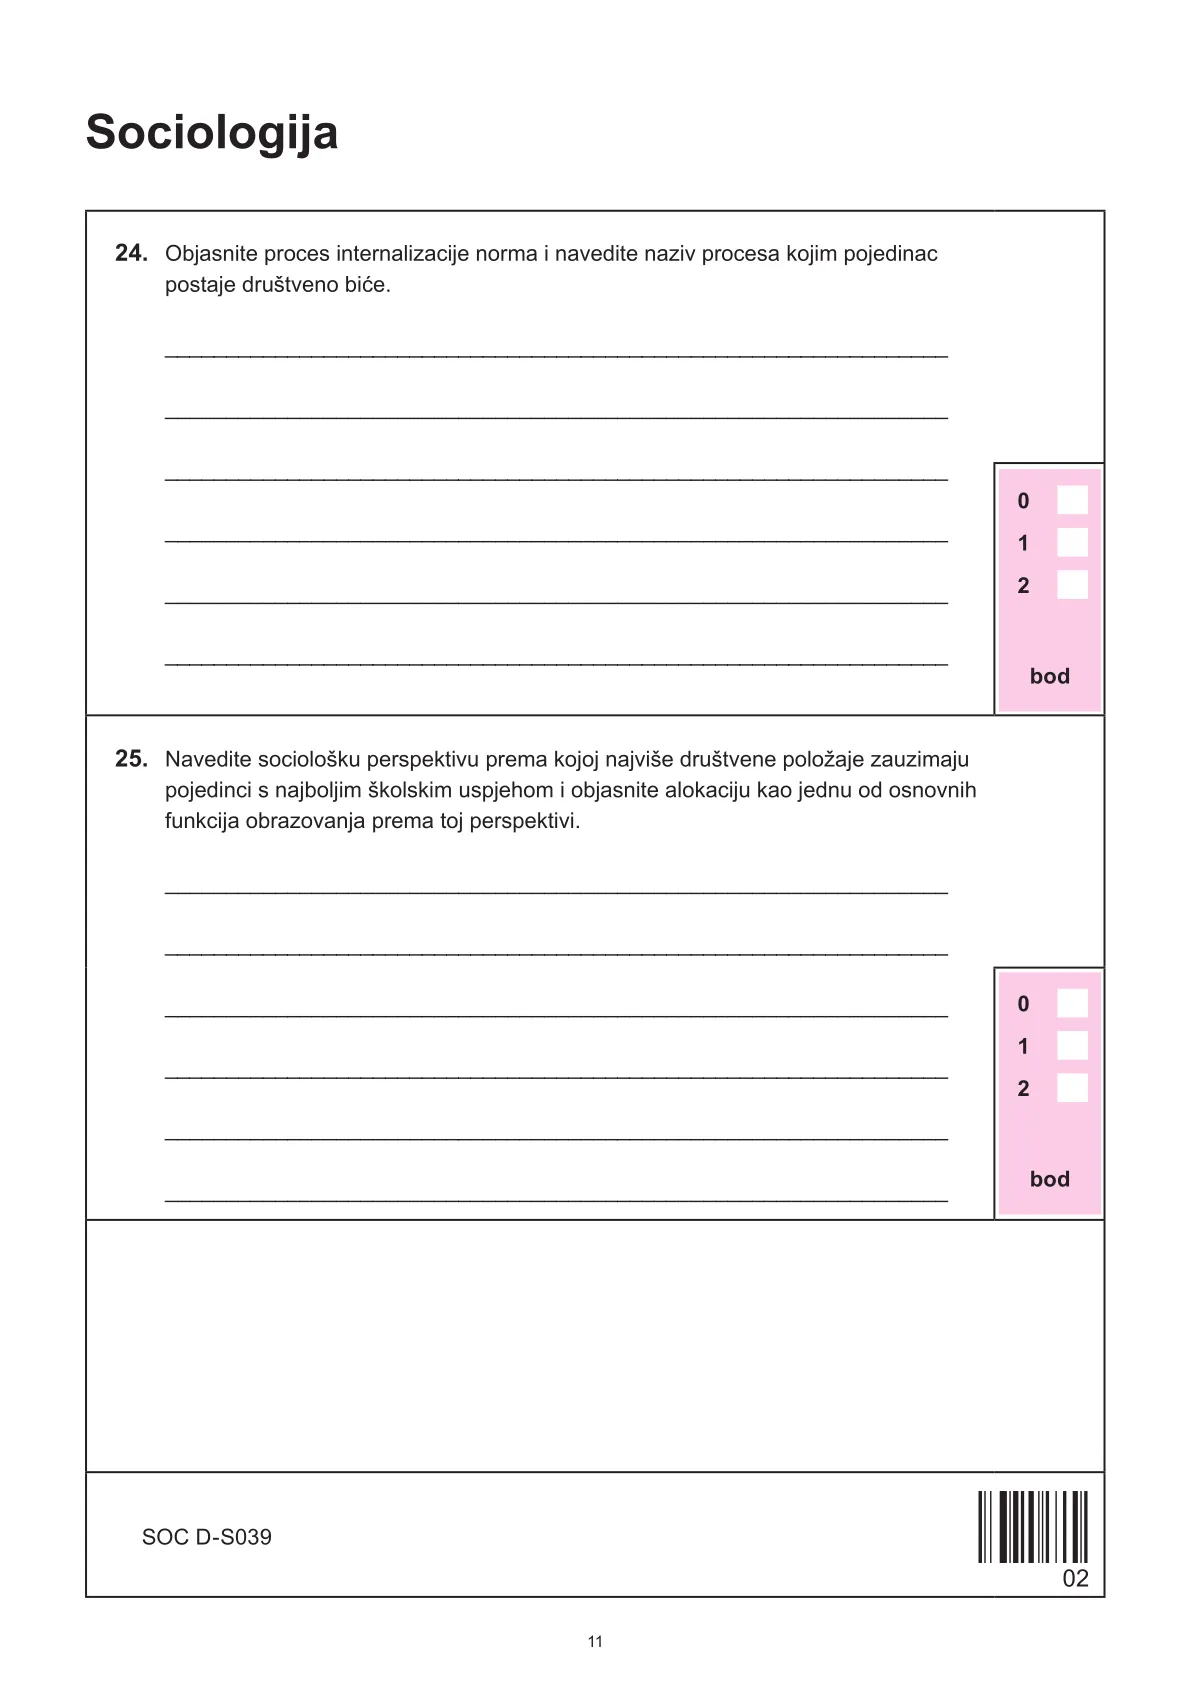 Sociologija
24. Objasnite proces internalizacije norma i navedite naziv procesa kojim pojedinac
postaje društveno biće.
0
1
2
bod
25. Navedite sociološku perspektivu prema kojoj najviše društvene položaje zauzimaju
pojedinci s najboljim školskim uspjehom i objasnite alokaciju kao jednu od osnovnih
funkcija obrazovanja prema toj perspektivi.
0
1
2
bod
SOC D-S039
02
11